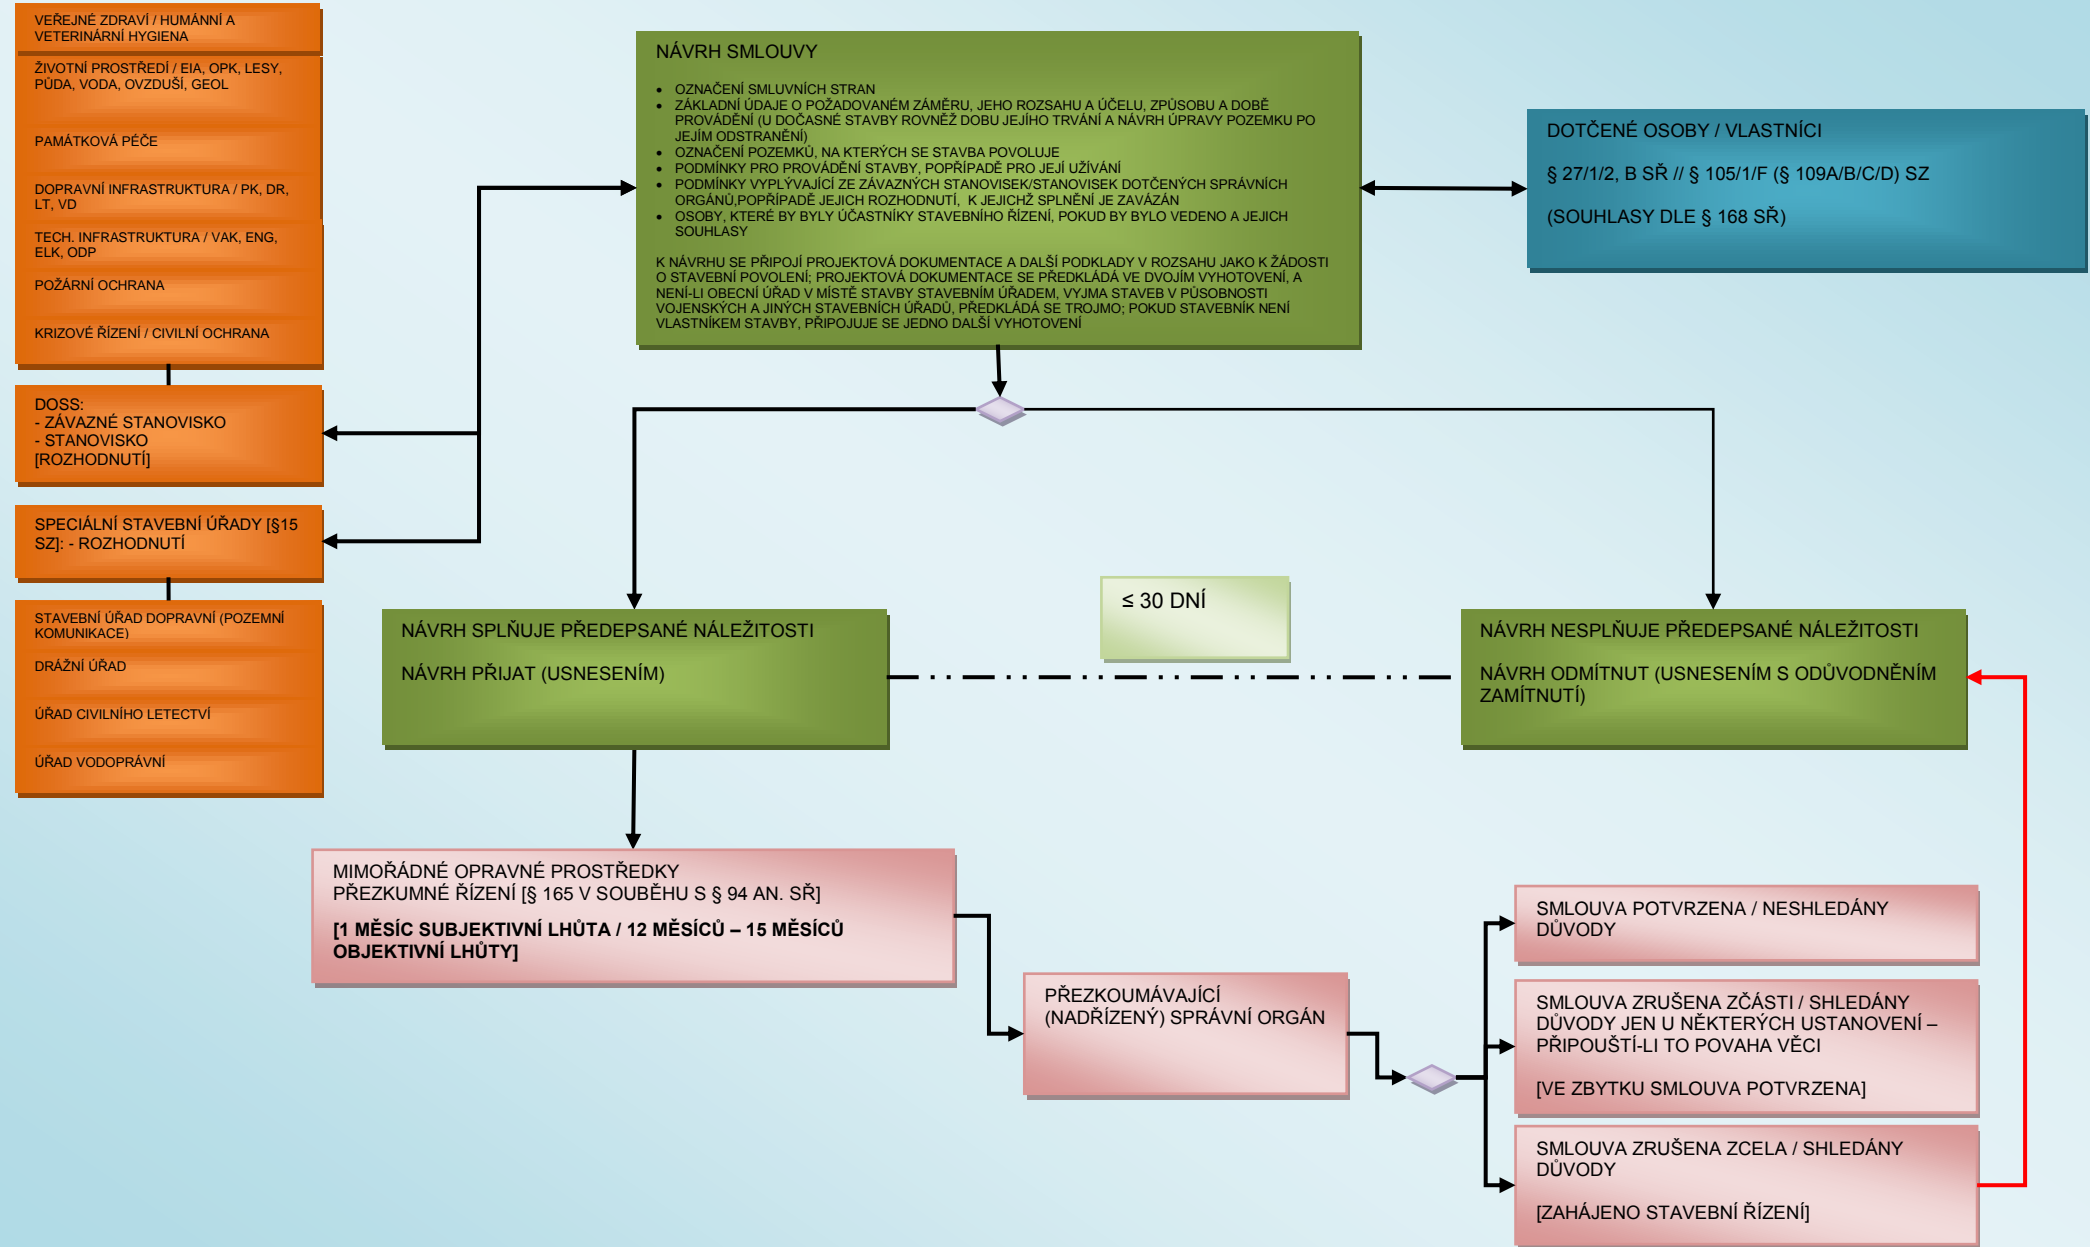 VEŘEJNÉ ZDRAVÍ / HUMÁNNÍ A
VETERINÁRNÍ HYGIENA
ŽIVOTNÍ PROSTŘEDÍ / EIA, OPK, LESY,
PŮDA, VODA, OVZDUŠÍ, GEOL
PAMÁTKOVÁ PÉČE
DOPRAVNÍ INFRASTRUKTURA / PK, DR,
LT, VD
TECH. INFRASTRUKTURA / VAK, ENG,
ELK, ODP
POŽÁRNÍ OCHRANA
KRIZOVÉ ŘÍZENÍ / CIVILNÍ OCHRANA
DOSS:
- ZÁVAZNÉ STANOVISKO
- STANOVISKO
[ROZHODNUTÍ]
SPECIÁLNÍ STAVEBNÍ ÚŘADY [§15
SZ]: - ROZHODNUTÍ
STAVEBNÍ ÚŘAD DOPRAVNÍ (POZEMNÍ
KOMUNIKACE)
DRÁŽNÍ ÚŘAD
ÚŘAD CIVILNÍHO LETECTVÍ
ÚŘAD VODOPRÁVNÍ
NÁVRH SMLOUVY
• OZNAČENÍ SMLUVNÍCH STRAN
• ZÁKLADNÍ ÚDAJE O POŽADOVANÉM ZÁMĚRU, JEHO ROZSAHU A ÚČELU, ZPŮSOBU A DOBĚ
PROVÁDĚNÍ (U DOČASNÉ STAVBY ROVNĚŽ DOBU JEJÍHO TRVÁNÍ A NÁVRH ÚPRAVY POZEMKU PO
JEJÍM ODSTRANĚNÍ)
• OZNAČENÍ POZEMKŮ, NA KTERÝCH SE STAVBA POVOLUJE
• PODMÍNKY PRO PROVÁDĚNÍ STAVBY, POPŘÍPADĚ PRO JEJÍ UŽÍVÁNÍ
• PODMÍNKY VYPLÝVAJÍCÍ ZE ZÁVAZNÝCH STANOVISEK/STANOVISEK DOTČENÝCH SPRÁVNÍCH
ORGÁNŮ,POPŘÍPADĚ JEJICH ROZHODNUTÍ, K JEJICHŽ SPLNĚNÍ JE ZAVÁZÁN
• OSOBY, KTERÉ BY BYLY ÚČASTNÍKY STAVEBNÍHO ŘÍZENÍ, POKUD BY BYLO VEDENO A JEJICH
SOUHLASY
K NÁVRHU SE PŘIPOJÍ PROJEKTOVÁ DOKUMENTACE A DALŠÍ PODKLADY V ROZSAHU JAKO K ŽÁDOSTI
O STAVEBNÍ POVOLENÍ; PROJEKTOVÁ DOKUMENTACE SE PŘEDKLÁDÁ VE DVOJÍM VYHOTOVENÍ, A
NENÍ-LI OBECNÍ ÚŘAD V MÍSTĚ STAVBY STAVEBNÍM ÚŘADEM, VYJMA STAVEB V PŮSOBNOSTI
VOJENSKÝCH A JINÝCH STAVEBNÍCH ÚŘADŮ, PŘEDKLÁDÁ SE TROJMO; POKUD STAVEBNÍK NENÍ
VLASTNÍKEM STAVBY, PŘIPOJUJE SE JEDNO DALŠÍ VYHOTOVENÍ
DOTČENÉ OSOBY / VLASTNÍCI
§ 27/1/2, B SŘ // § 105/1/F (§ 109A/B/C/D) SZ
(SOUHLASY DLE § 168 SŘ)
NÁVRH SPLŇUJE PŘEDEPSANÉ NÁLEŽITOSTI
NÁVRH PŘIJAT (USNESENÍM)
≤ 30 DNÍ
NÁVRH NESPLŇUJE PŘEDEPSANÉ NÁLEŽITOSTI
NÁVRH ODMÍTNUT (USNESENÍM S ODŮVODNĚNÍM
ZAMÍTNUTÍ)
MIMOŘÁDNÉ OPRAVNÉ PROSTŘEDKY
PŘEZKUMNÉ ŘÍZENÍ [§ 165 V SOUBĚHU S § 94 AN. SŘ]
[1 MĚSÍC SUBJEKTIVNÍ LHŮTA / 12 MĚSÍCŮ – 15 MĚSÍCŮ
OBJEKTIVNÍ LHŮTY]
PŘEZKOUMÁVAJÍCÍ
(NADŘÍZENÝ) SPRÁVNÍ ORGÁN
SMLOUVA POTVRZENA / NESHLEDÁNY
DŮVODY
SMLOUVA ZRUŠENA ZČÁSTI / SHLEDÁNY
DŮVODY JEN U NĚKTERÝCH USTANOVENÍ –
PŘIPOUŠTÍ-LI TO POVAHA VĚCI
[VE ZBYTKU SMLOUVA POTVRZENA]
SMLOUVA ZRUŠENA ZCELA / SHLEDÁNY
DŮVODY
[ZAHÁJENO STAVEBNÍ ŘÍZENÍ]